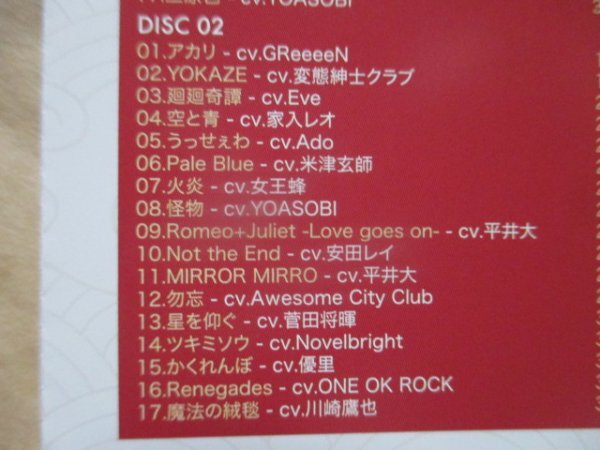 YOASOBI
DISC 02
01.アカリ - cv.GReeeeN
02.YOKAZE - cv.変態紳士クラブ
03.廻廻奇譚 - cv.Eve
04.空と青 - cv.家入レオ
05.うっせぇわ - cv.Ado
06.Pale Blue - cv.米津玄師
07.火炎 - cv.女王蜂
08.怪物 - cv.YOASOBI
09.Romeo+Juliet -Love goes on- - cv.平井大
10.Not the End - cv.安田レイ
11.MIRROR MIRRO - cv.平井大
12.勿忘 - cv.Awesome City Club
13.星を仰ぐ - cv.菅田将暉
14.ツキミソウ - cv.Novelbright
15.かくれんぼ - cv.優里
16.Renegades - cv.ONE OK ROCK
17.魔法の絨毯 - cv.川崎鷹也